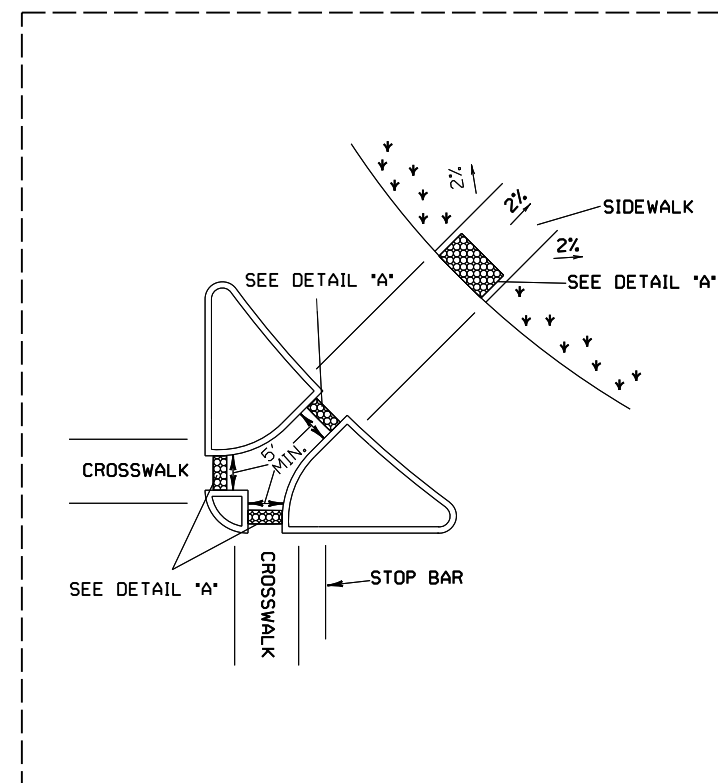 2%
2%
SIDEWALK
2%
SEE DETAIL "A"
SEE DETAIL "A"
5'
MIN.
CROSSWALK
SEE DETAIL "A"
CROSSWALK
STOP BAR